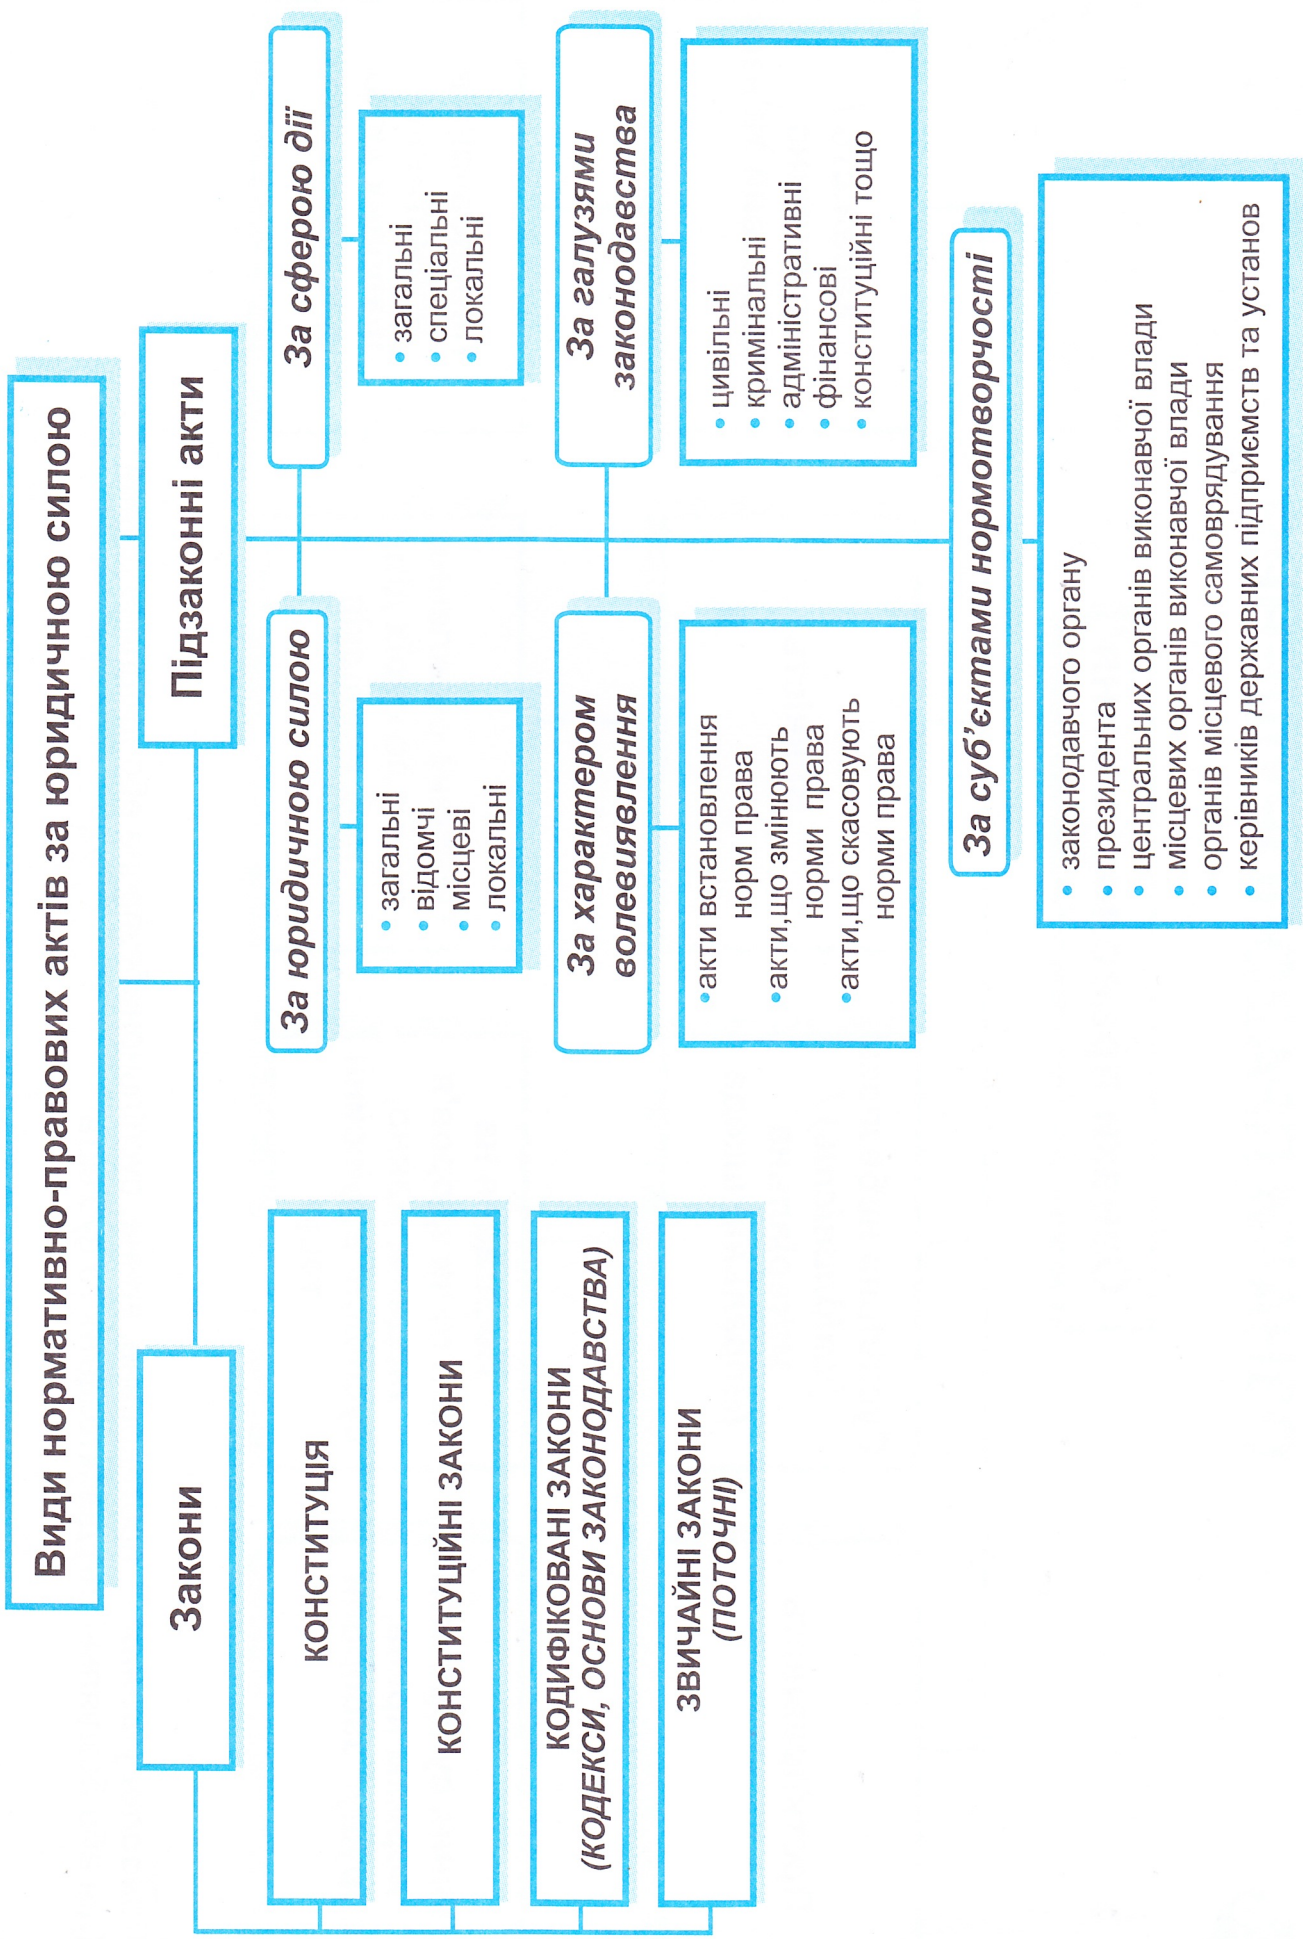 Види нормативно-правових актів за юридичною силою
Закони
КОНСТИТУЦІЯ
КОНСТИТУЦІЙНІ ЗАКОНИ
КОДИФІКОВАНІ ЗАКОНИ
(КОДЕКСИ, ОСНОВИ ЗАКОНОДАВСТВА)
ЗВИЧАЙНІ ЗАКОНИ
(ПОТОЧНІ)
Підзаконні акти
За юридичною силою
• загальні
• відомчі
• місцеві
• локальні
За сферою дії
• загальні
• спеціальні
• локальні
За характером
волевиявлення
•акти встановлення
норм права
•акти,що змінюють
норми права
•акти,що скасовують
норми права
За галузями
законодавства
• цивільні
• кримінальні
• адміністративні
• фінансові
• конституційні тощо
За суб’єктами нормотворчості
• законодавчого органу
• президента
• центральних органів виконавчої влади
• місцевих органів виконавчої влади
• органів місцевого самоврядування
• керівників державних підприємств та установ